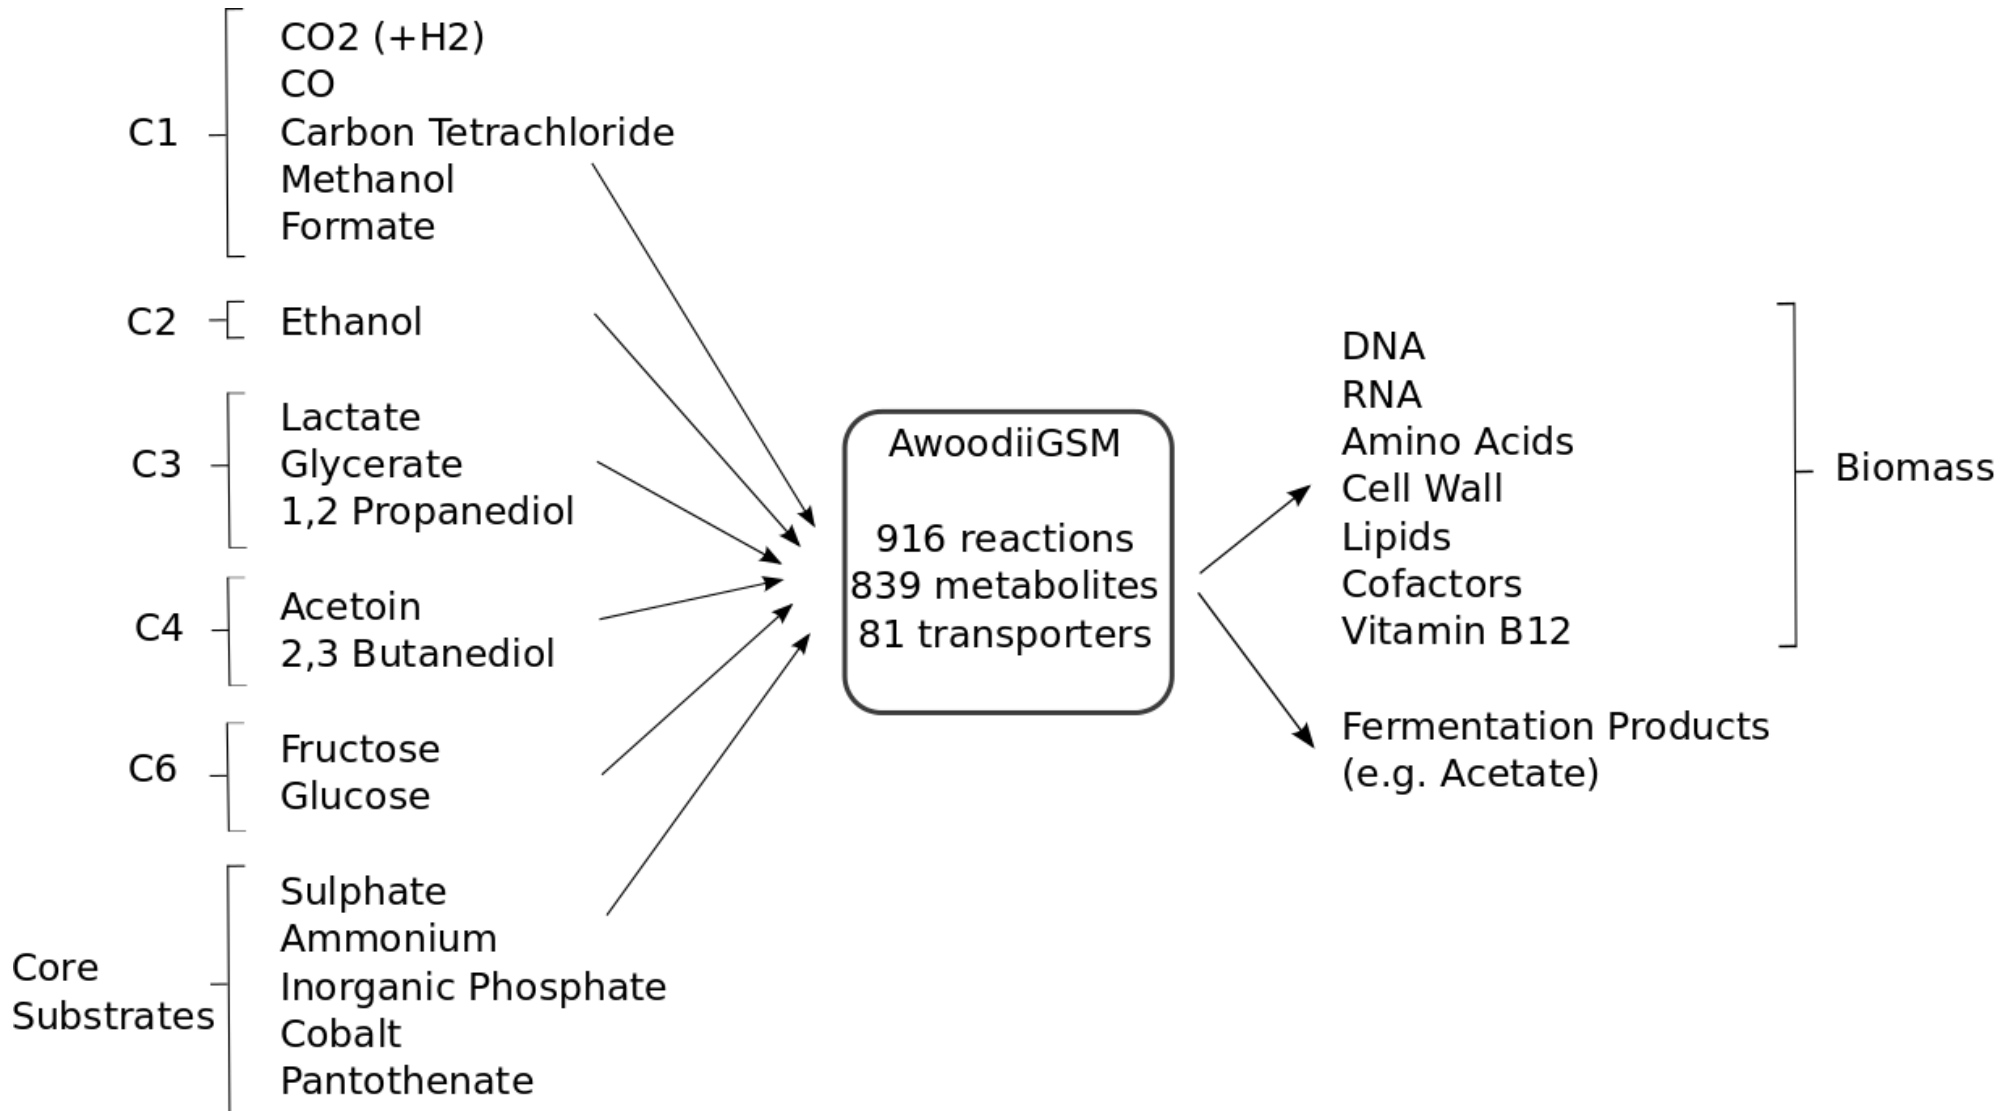 C1
CO2 (+H2)
CO
Carbon Tetrachloride
Methanol
Formate
C2
Ethanol
C3
Lactate
Glycerate
1,2 Propanediol
C4
Acetoin
2,3 Butanediol
C6
Fructose
Glucose
Core
Substrates
Sulphate
Ammonium
Inorganic Phosphate
Cobalt
Pantothenate
AwoodiiGSM
916 reactions
839 metabolites
81 transporters
DNA
RNA
Amino Acids
Cell Wall
Lipids
Cofactors
Vitamin B12
Biomass
Fermentation Products
(e.g. Acetate)